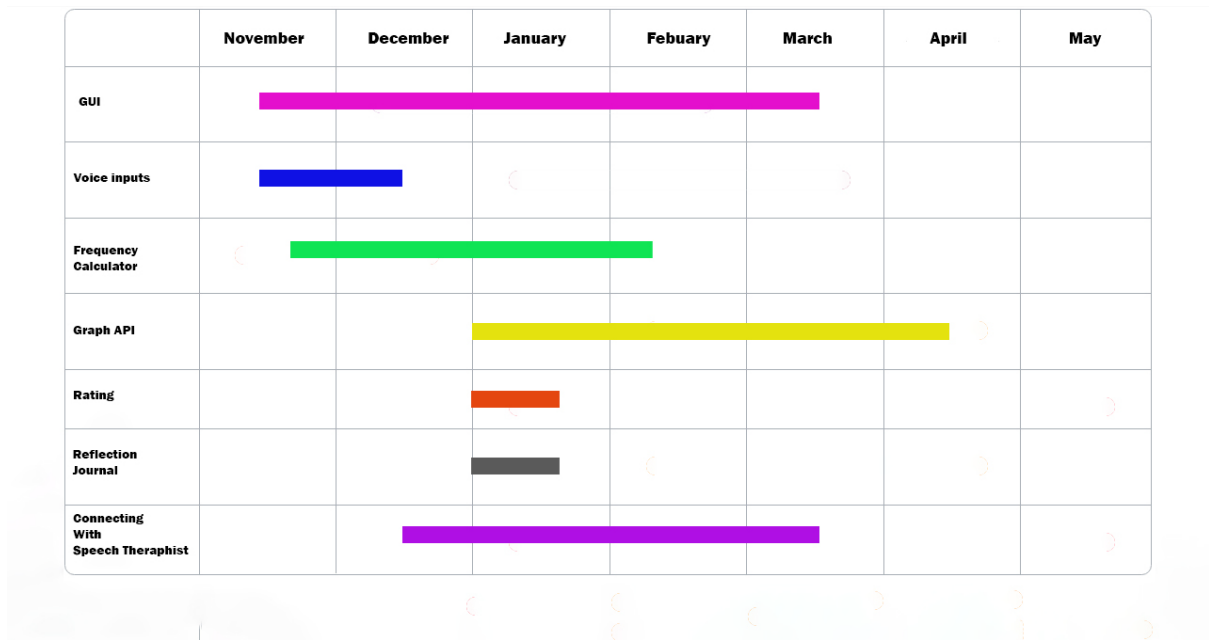 November December January Febuary March April May
GUI
Voice inputs
Frequency
Calculator
Graph API
Rating
Reflection
Journal
Connecting
With
Speech Theraphist